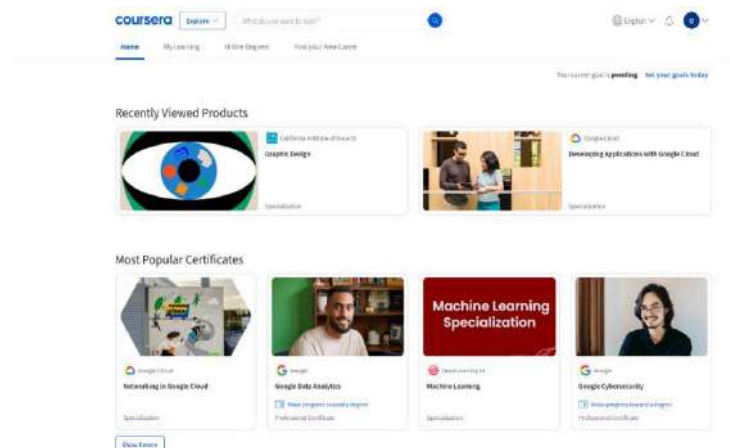 coursera
Explore
What do you want to learn?
English
Home
My Learning
Online Degrees
Find your New Career
Your career goal is pending
Set your goals today
Recently Viewed Products
California Institute of the Arts
Graphic Design
Specialization
Google Cloud
Developing Applications with Google Cloud
Specialization
Most Popular Certificates
Google Cloud
Networking in Google Cloud
Specialization
Google
Google Data Analytics
Make progress toward a degree
Professional Certificate
Machine Learning
Specialization
DeepLearning.AI
Machine Learning
Specialization
Google
Google Cybersecurity
Make progress toward a degree
Professional Certificate